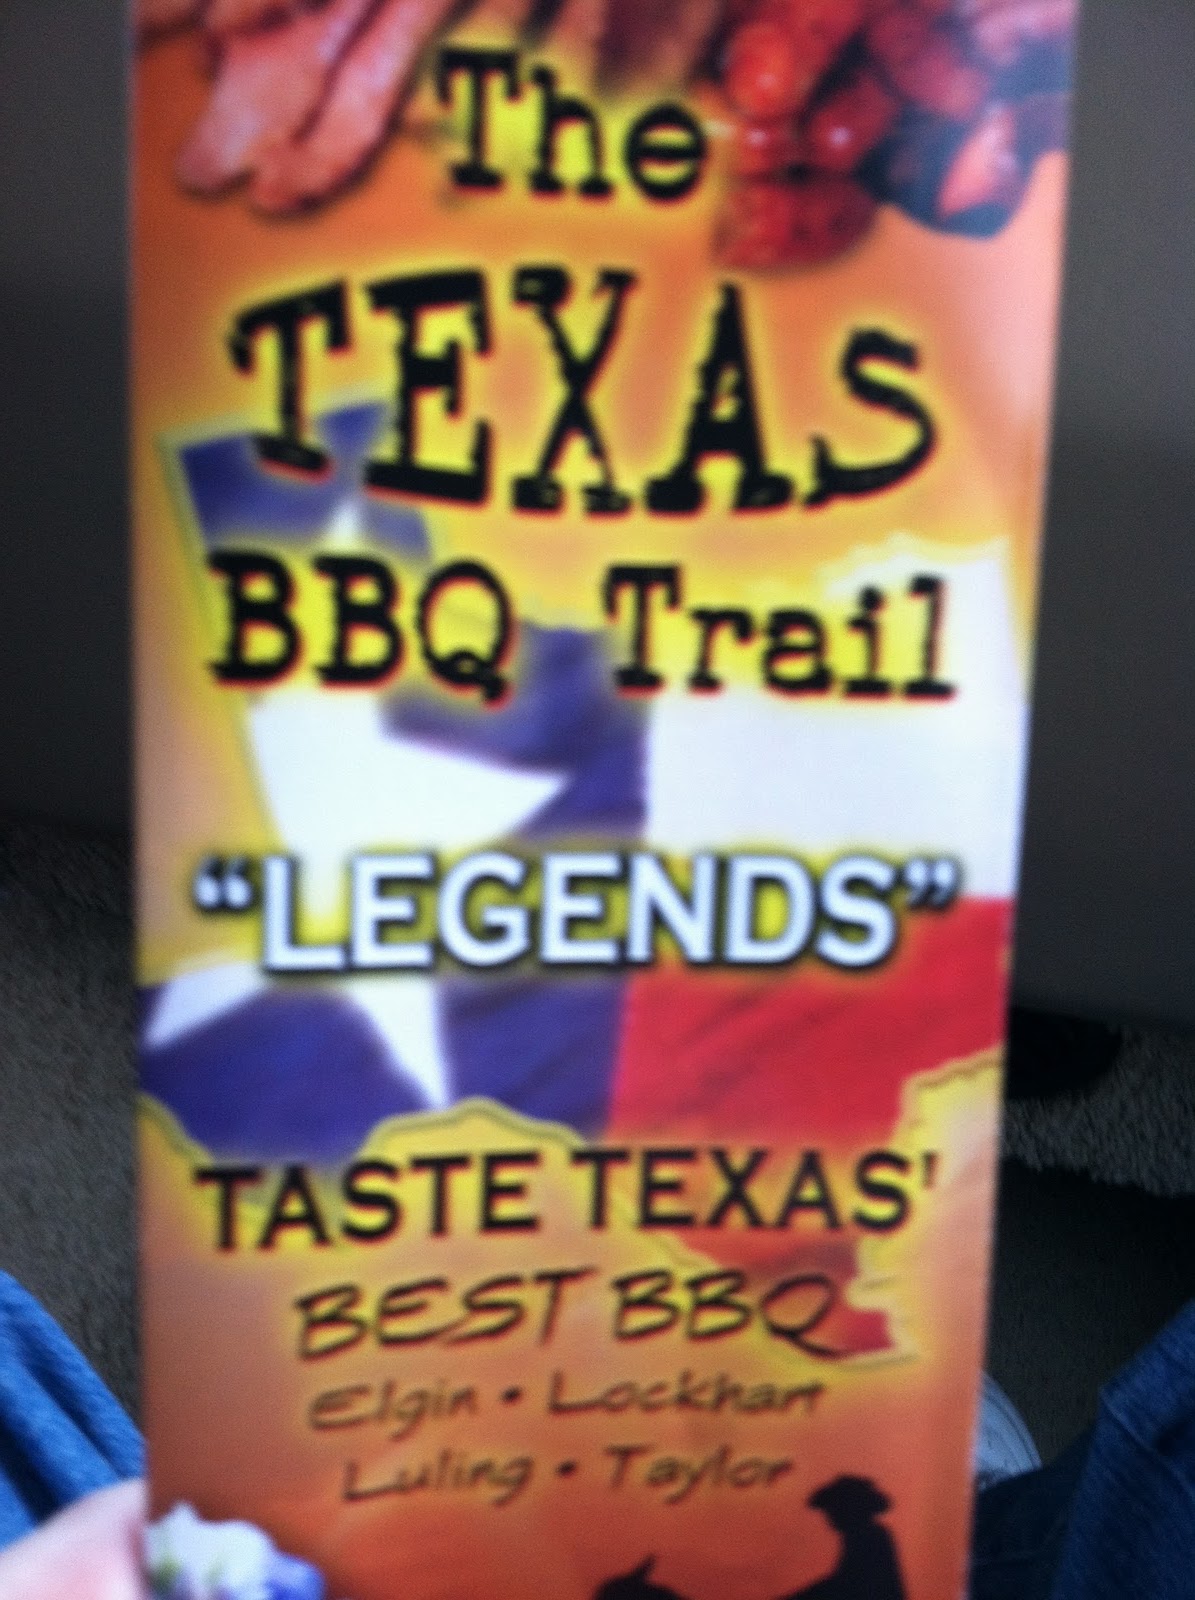 The
TEXAS
BBQ Trail
“LEGENDS”
TASTE TEXAS'
BEST BBQ
Elgin • Lockhart
Luling • Taylor